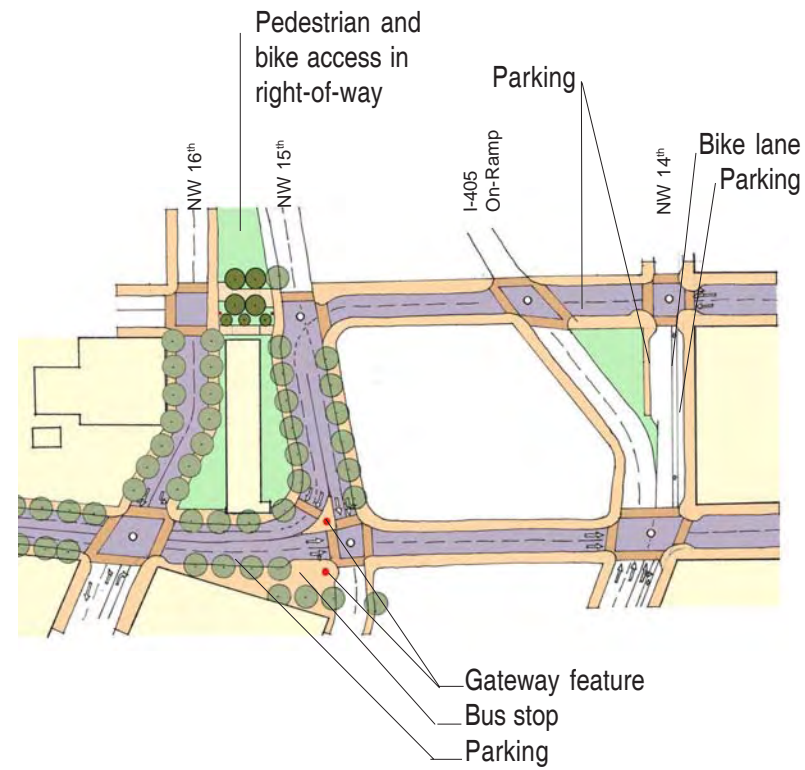 Pedestrian and
bike access in
right-of-way
Parking
Bike lane
Parking
NW 16th
NW 15th
I-405
On-Ramp
NW 14th
Gateway feature
Bus stop
Parking